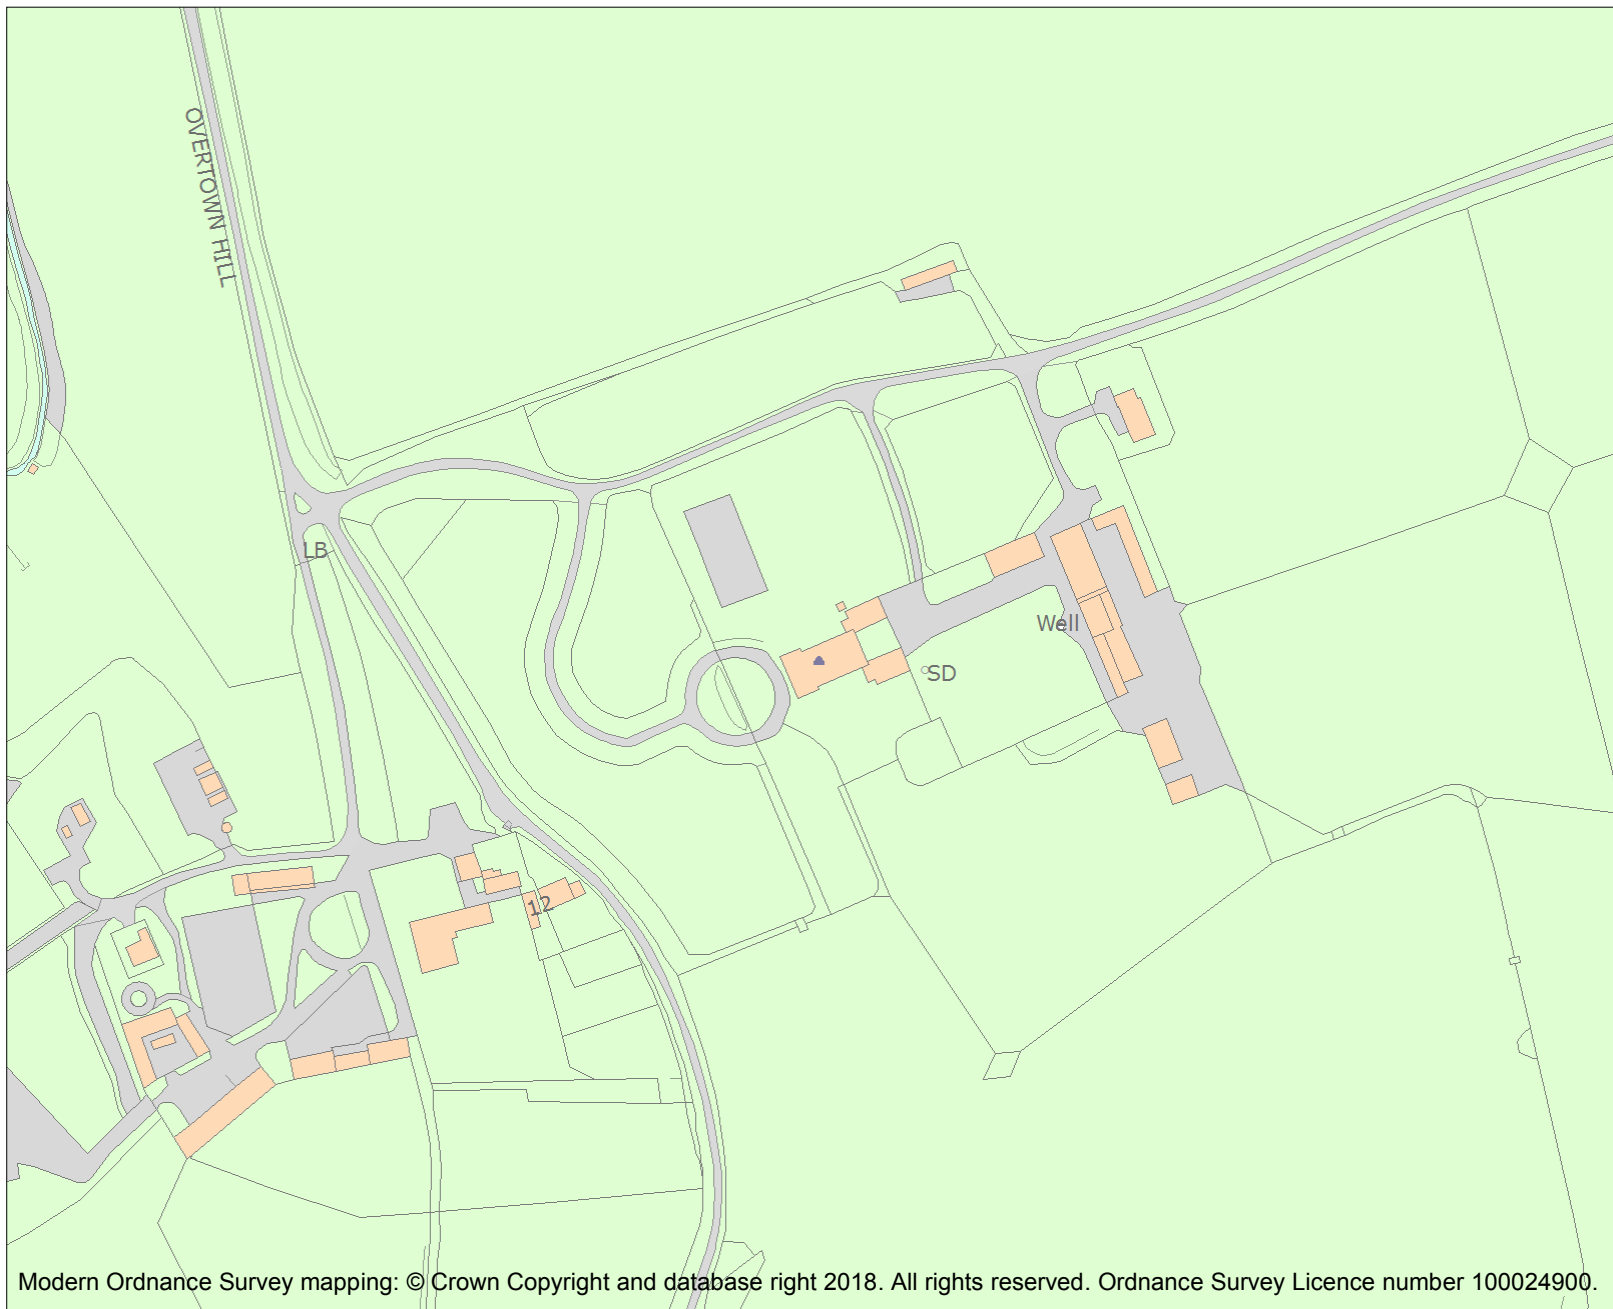 OVERTOWN HILL
LB
Well
SD
12
Modern Ordnance Survey mapping: © Crown Copyright and database right 2018. All rights reserved. Ordnance Survey Licence number 100024900.